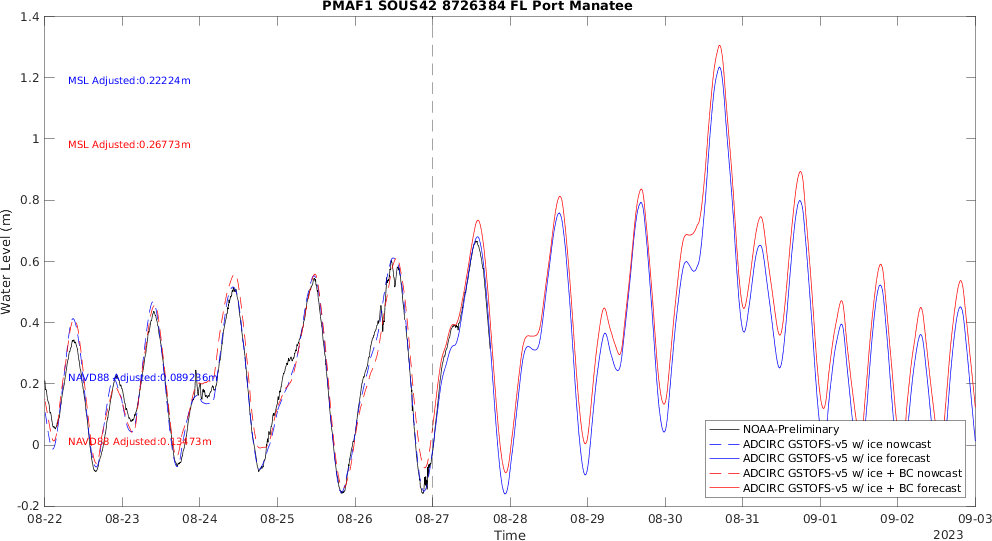 PMAF1 SOUS42 8726384 FL Port Manatee
1.4
1.2
1
0.8
0.6
0.4
0.2
0
-0.2
Water Level (m)
MSL Adjusted:0.22224m
MSL Adjusted:0.26773m
NAVD88 Adjusted:0.089236m
NAVD88 Adjusted:0.13473m
NOAA-Preliminary
ADCIRC GSTOFS-v5 w/ ice nowcast
ADCIRC GSTOFS-v5 w/ ice forecast
ADCIRC GSTOFS-v5 w/ ice + BC nowcast
ADCIRC GSTOFS-v5 w/ ice + BC forecast
08-22 08-23 08-24 08-25 08-26 08-27 08-28 08-29 08-30 08-31 09-01 09-02 09-03
Time
2023